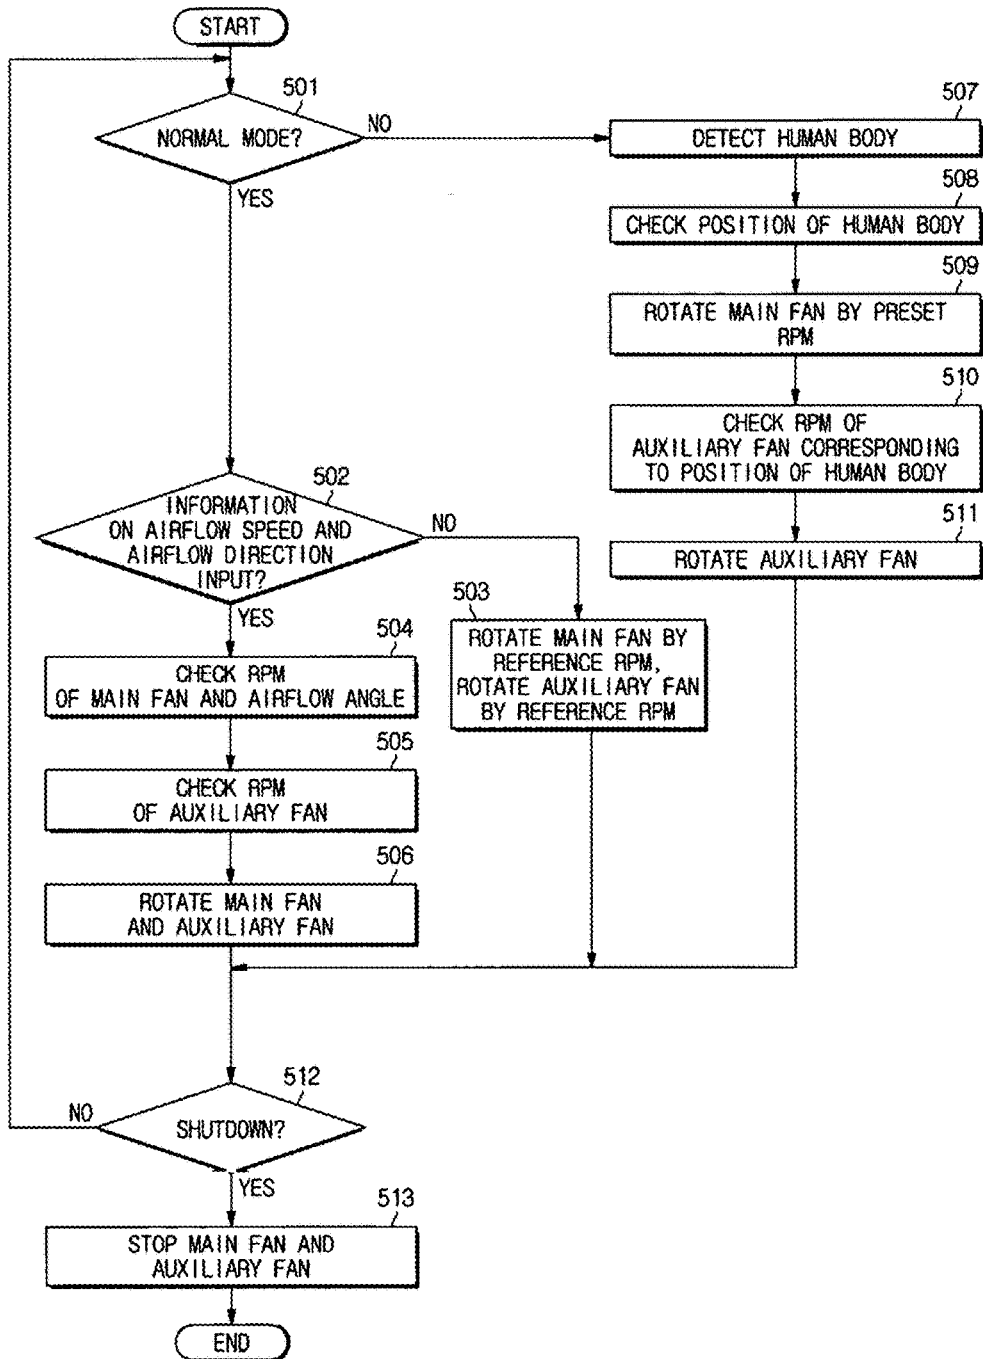 START
501
NORMAL MODE?
NO
YES
507
DETECT HUMAN BODY
508
CHECK POSITION OF HUMAN BODY
509
ROTATE MAIN FAN BY PRESET
RPM
510
CHECK RPM OF
AUXILIARY FAN CORRESPONDING
TO POSITION OF HUMAN BODY
511
ROTATE AUXILIARY FAN
502
INFORMATION
ON AIRFLOW SPEED AND
AIRFLOW DIRECTION
INPUT?
NO
YES
503
ROTATE MAIN FAN BY
REFERENCE RPM,
ROTATE AUXILIARY FAN
BY REFERENCE RPM
504
CHECK RPM
OF MAIN FAN AND AIRFLOW ANGLE
505
CHECK RPM
OF AUXILIARY FAN
506
ROTATE MAIN FAN
AND AUXILIARY FAN
512
SHUTDOWN?
NO
YES
513
STOP MAIN FAN AND
AUXILIARY FAN
END